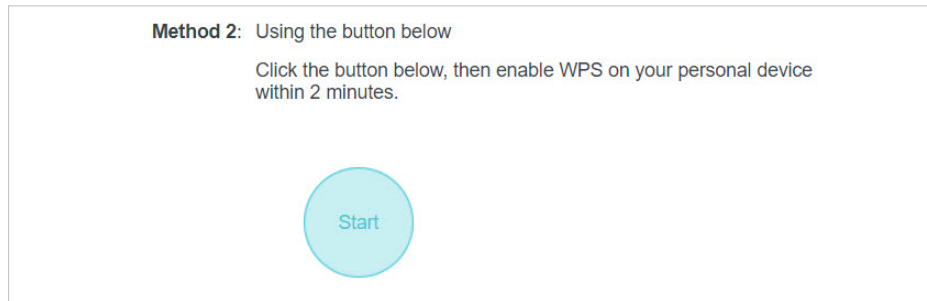 Method 2: Using the button below
Click the button below, then enable WPS on your personal device
within 2 minutes.
Start